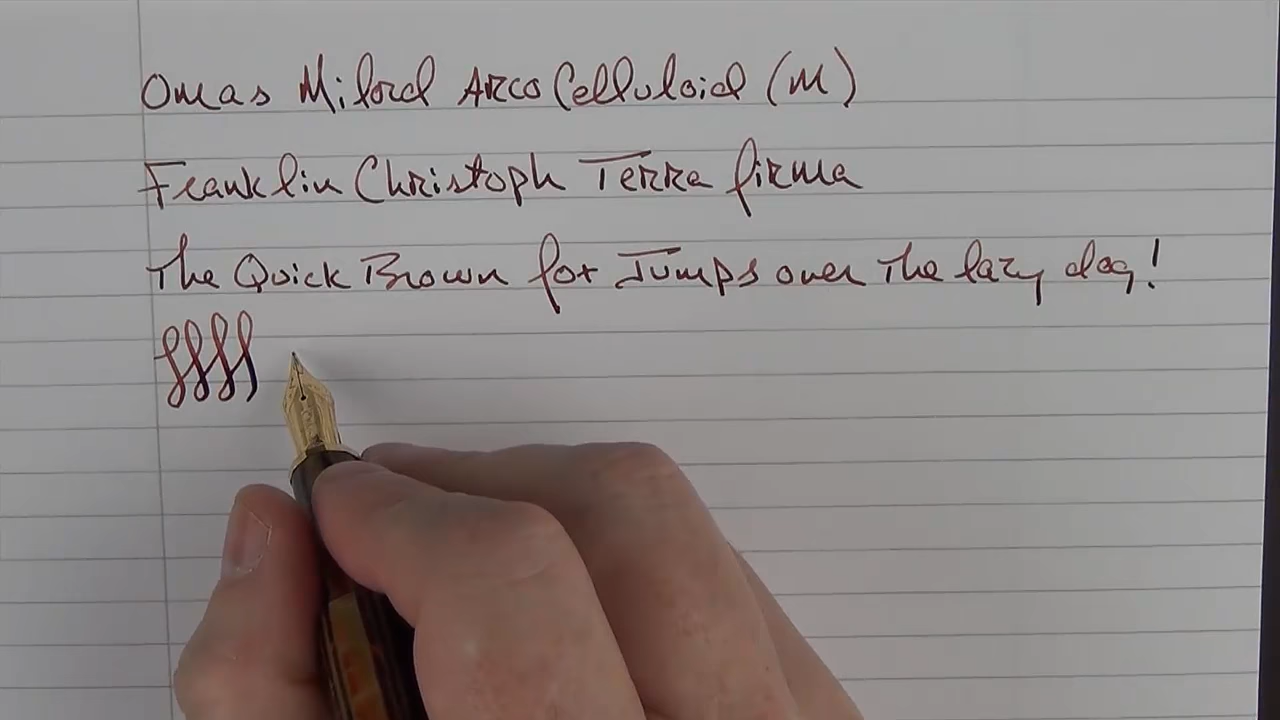 Omas Milord Arco Celluloid (M)
Franklin Christoph Terra firma
The Quick Brown fox Jumps over The lazy dog!